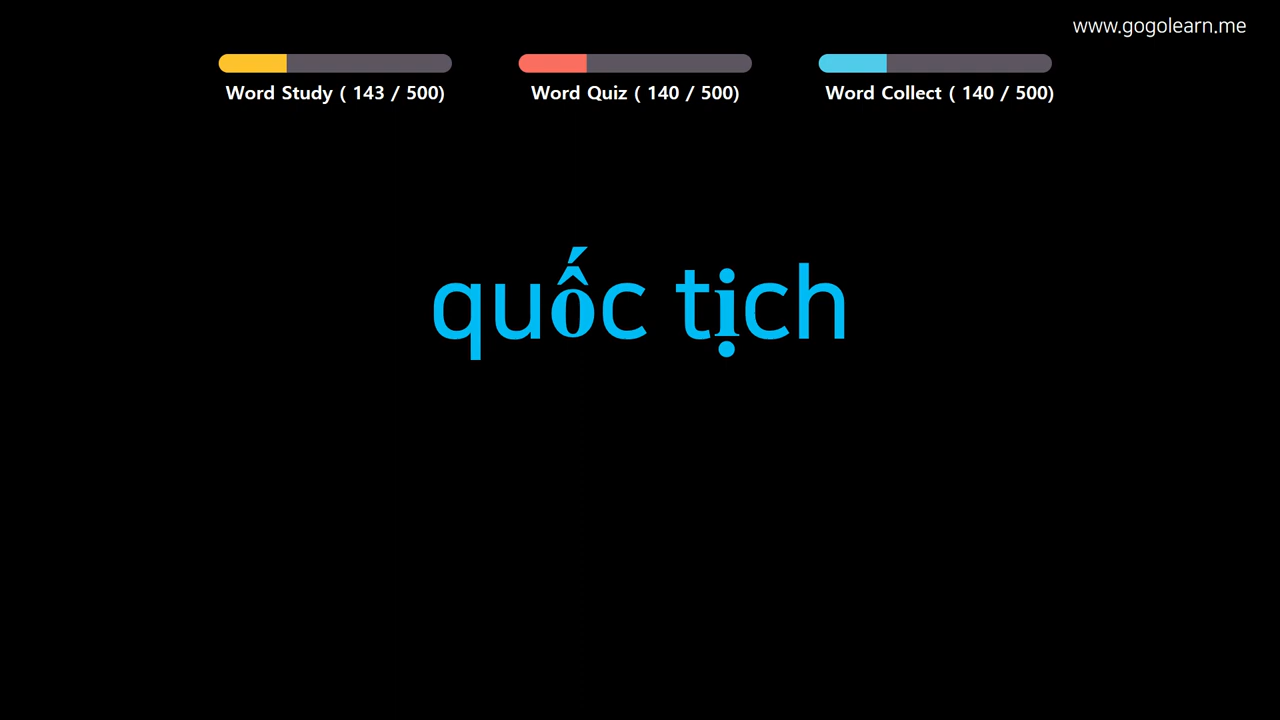 www.gogolearn.me
Word Study ( 143 / 500)
Word Quiz ( 140 / 500)
Word Collect ( 140 / 500)
quốc tịch